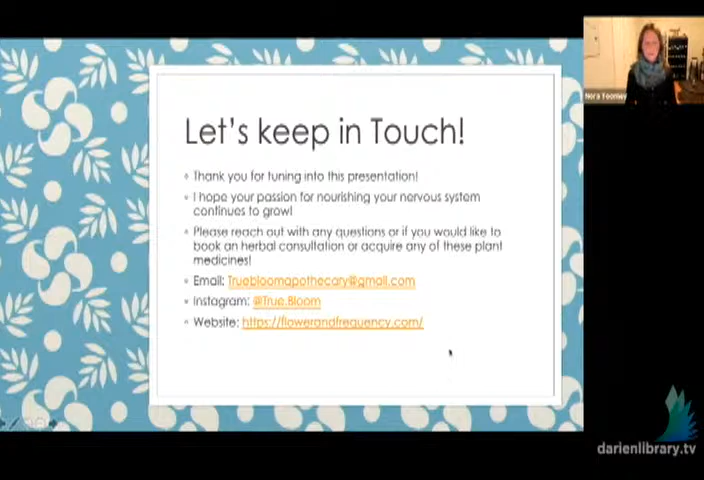 Let's keep in Touch!
Thank you for tuning into this presentation!
I hope your passion for nourishing your nervous system
continues to grow!
Please reach out with any questions or if you would like to
book an herbal consultation or acquire any of these plant
medicines!
Email: Truebloomapothecary@gmail.com
Instagram: @True.Bloom
Website: https://flowerandfrequency.com/
Nora Toomey
darienlibrary.tv